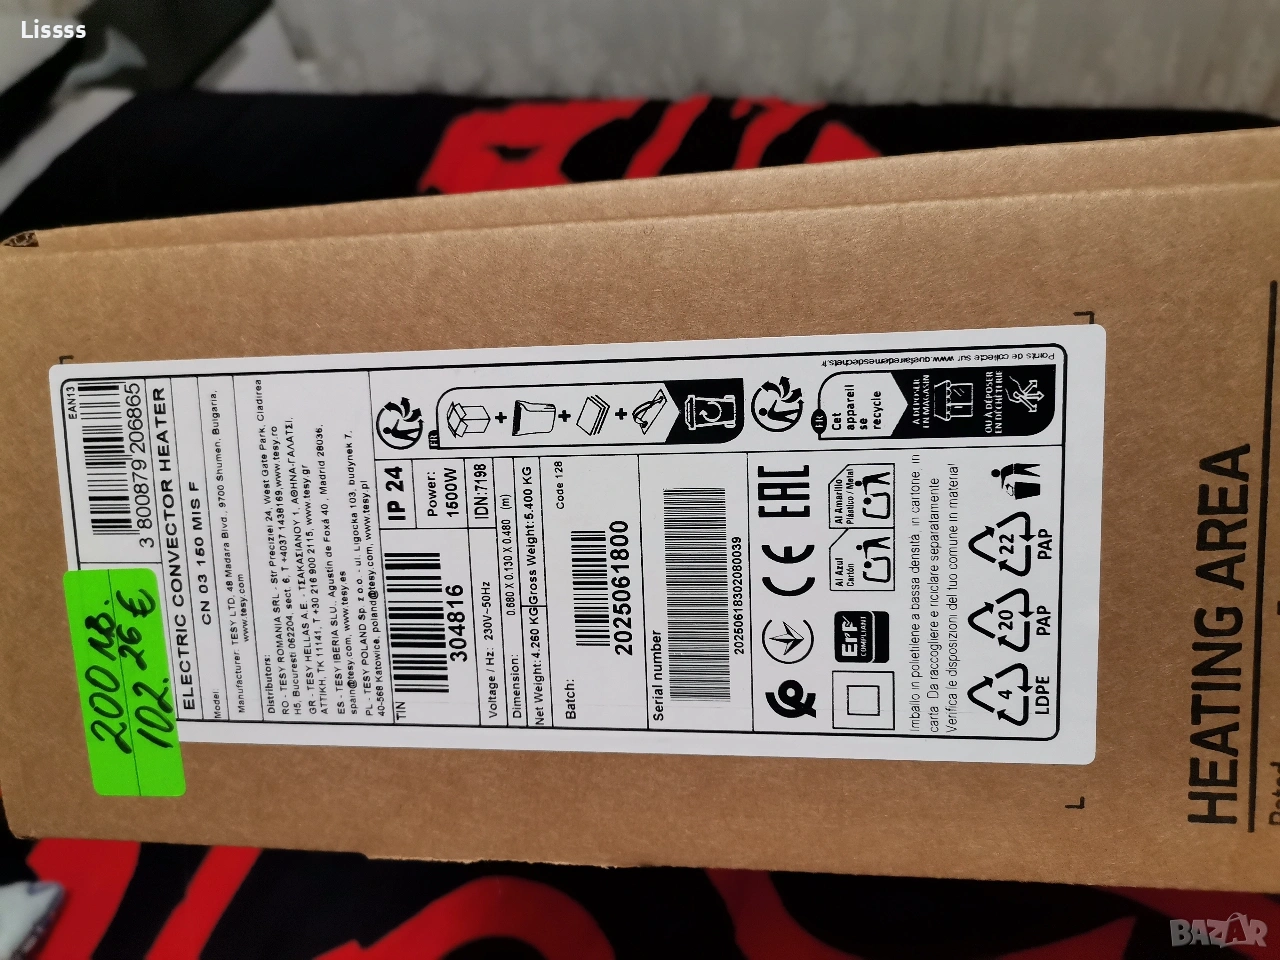 Lissss
200 лв.
102.26 €
EAN13
3 800879 206865
ELECTRIC CONVECTOR HEATER
Model: CN 03 150 MIS F
Manufacturer: TESY LTD, 48 Madara Blvd., 9700 Shumen, Bulgaria,
www.tesy.com
Distributors:
RO - TESY ROMANIA SRL - Str Preciziei 24, West Gate Park, Cladirea
H5, Bucuresti 062204, sect. 6, T +4037 1438169,www.tesy.ro
GR - TESY HELLAS A.E. - ΤΣΑΚΑΣΙΑΝΟΥ 1, ΑΘΗΝΑ-ΓΑΛΑΤΣΙ,
ΑΤΤΙΚΗ, ΤΚ 11141, T +30 216 900 2115, www.tesy.gr
ES - TESY IBERIA SLU., Agustín de Foxá 40 , Madrid 28036,
spain@tesy.com, www.tesy.es
PL - TESY POLAND Sp. z o.o - ul. Ligocka 103, budynek 7,
40-568 Katowice, poland@tesy.com, www.tesy.pl
TIN
304816
IP 24
Power:
1500W
Voltage / Hz: 230V~50Hz
IDN:7198
Dimension: 0.680 X 0.130 X 0.480 (m)
Net Weight:4.260 KG
Gross Weight:5.400 KG
Batch:
Code 128
2025061800
Serial number
20250618302080039
FR
FR
Cet
appareil
se
recycle
À DÉPOSER
EN MAGASIN
OU À DÉPOSER
EN DÉCHÈTERIE
Points de collecte sur www.quefairedemesdechets.fr
ErP
COMPLIANT
CE
EAC
Al Azul
Cartón
Al Amarillo
Plástico / Metal
Imballo in polietilene a bassa densità in cartone in
carta Da raccogliere e riciclare separatamente
Verifica le disposizioni del tuo comune in material
4
LDPE
20
PAP
22
PAP
HEATING AREA
BAZAR